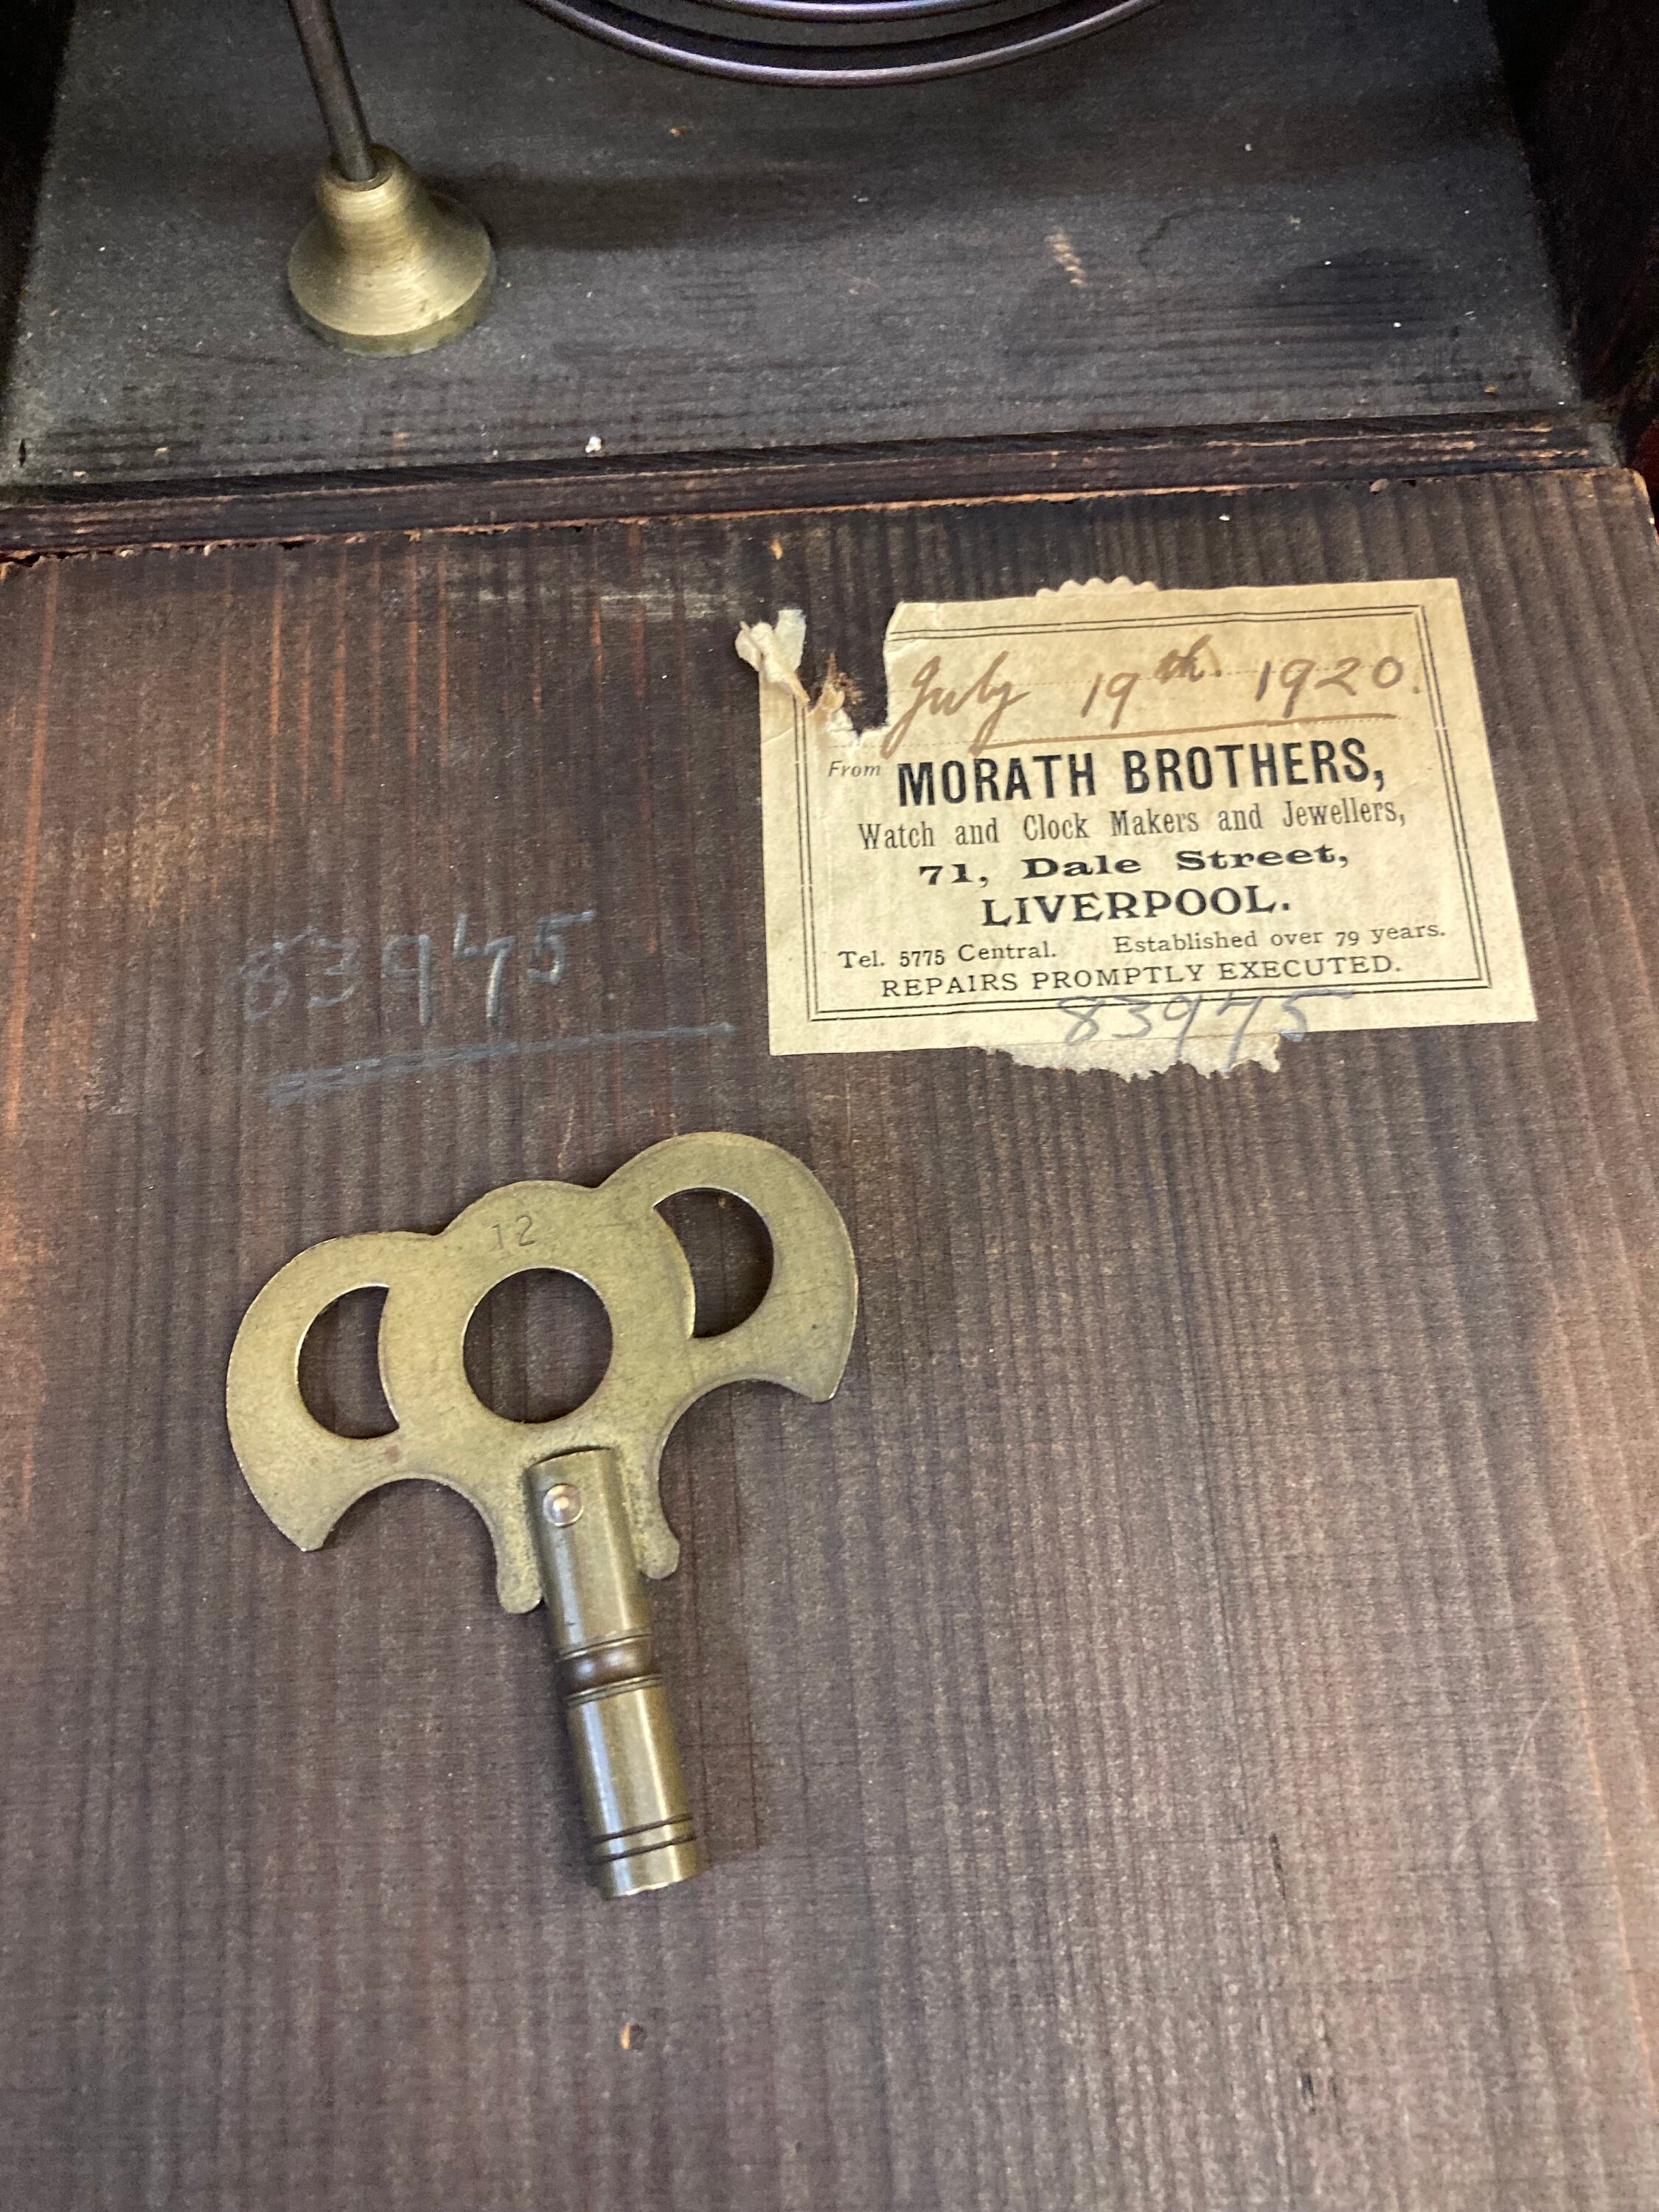 July 19th. 1920.
From MORATH BROTHERS,
Watch and Clock Makers and Jewellers,
71, Dale Street,
LIVERPOOL.
Tel. 5775 Central. Established over 79 years.
REPAIRS PROMPTLY EXECUTED.
83975
83975
12